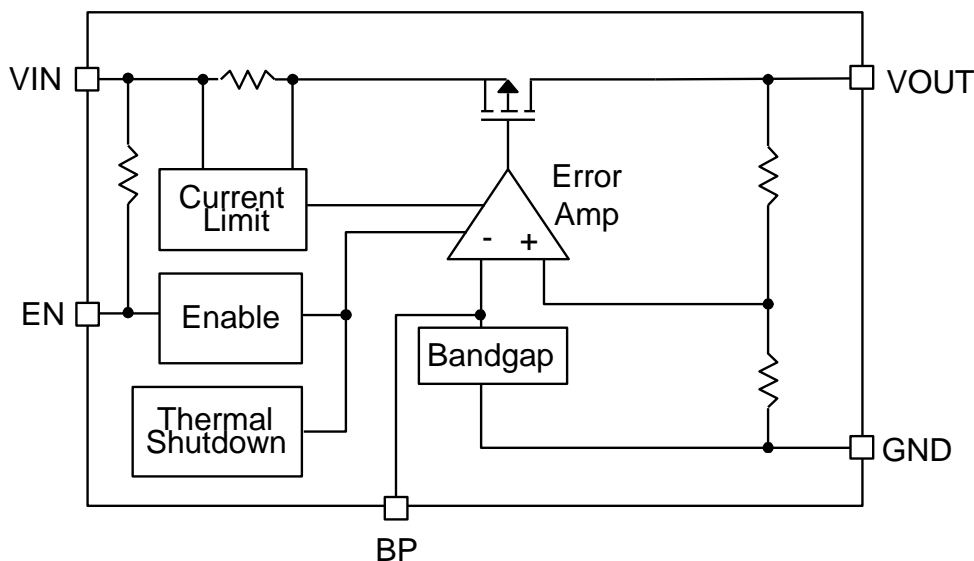 VIN
VOUT
Current
Limit
Error
Amp
- +
EN
Enable
Bandgap
Thermal
Shutdown
GND
BP